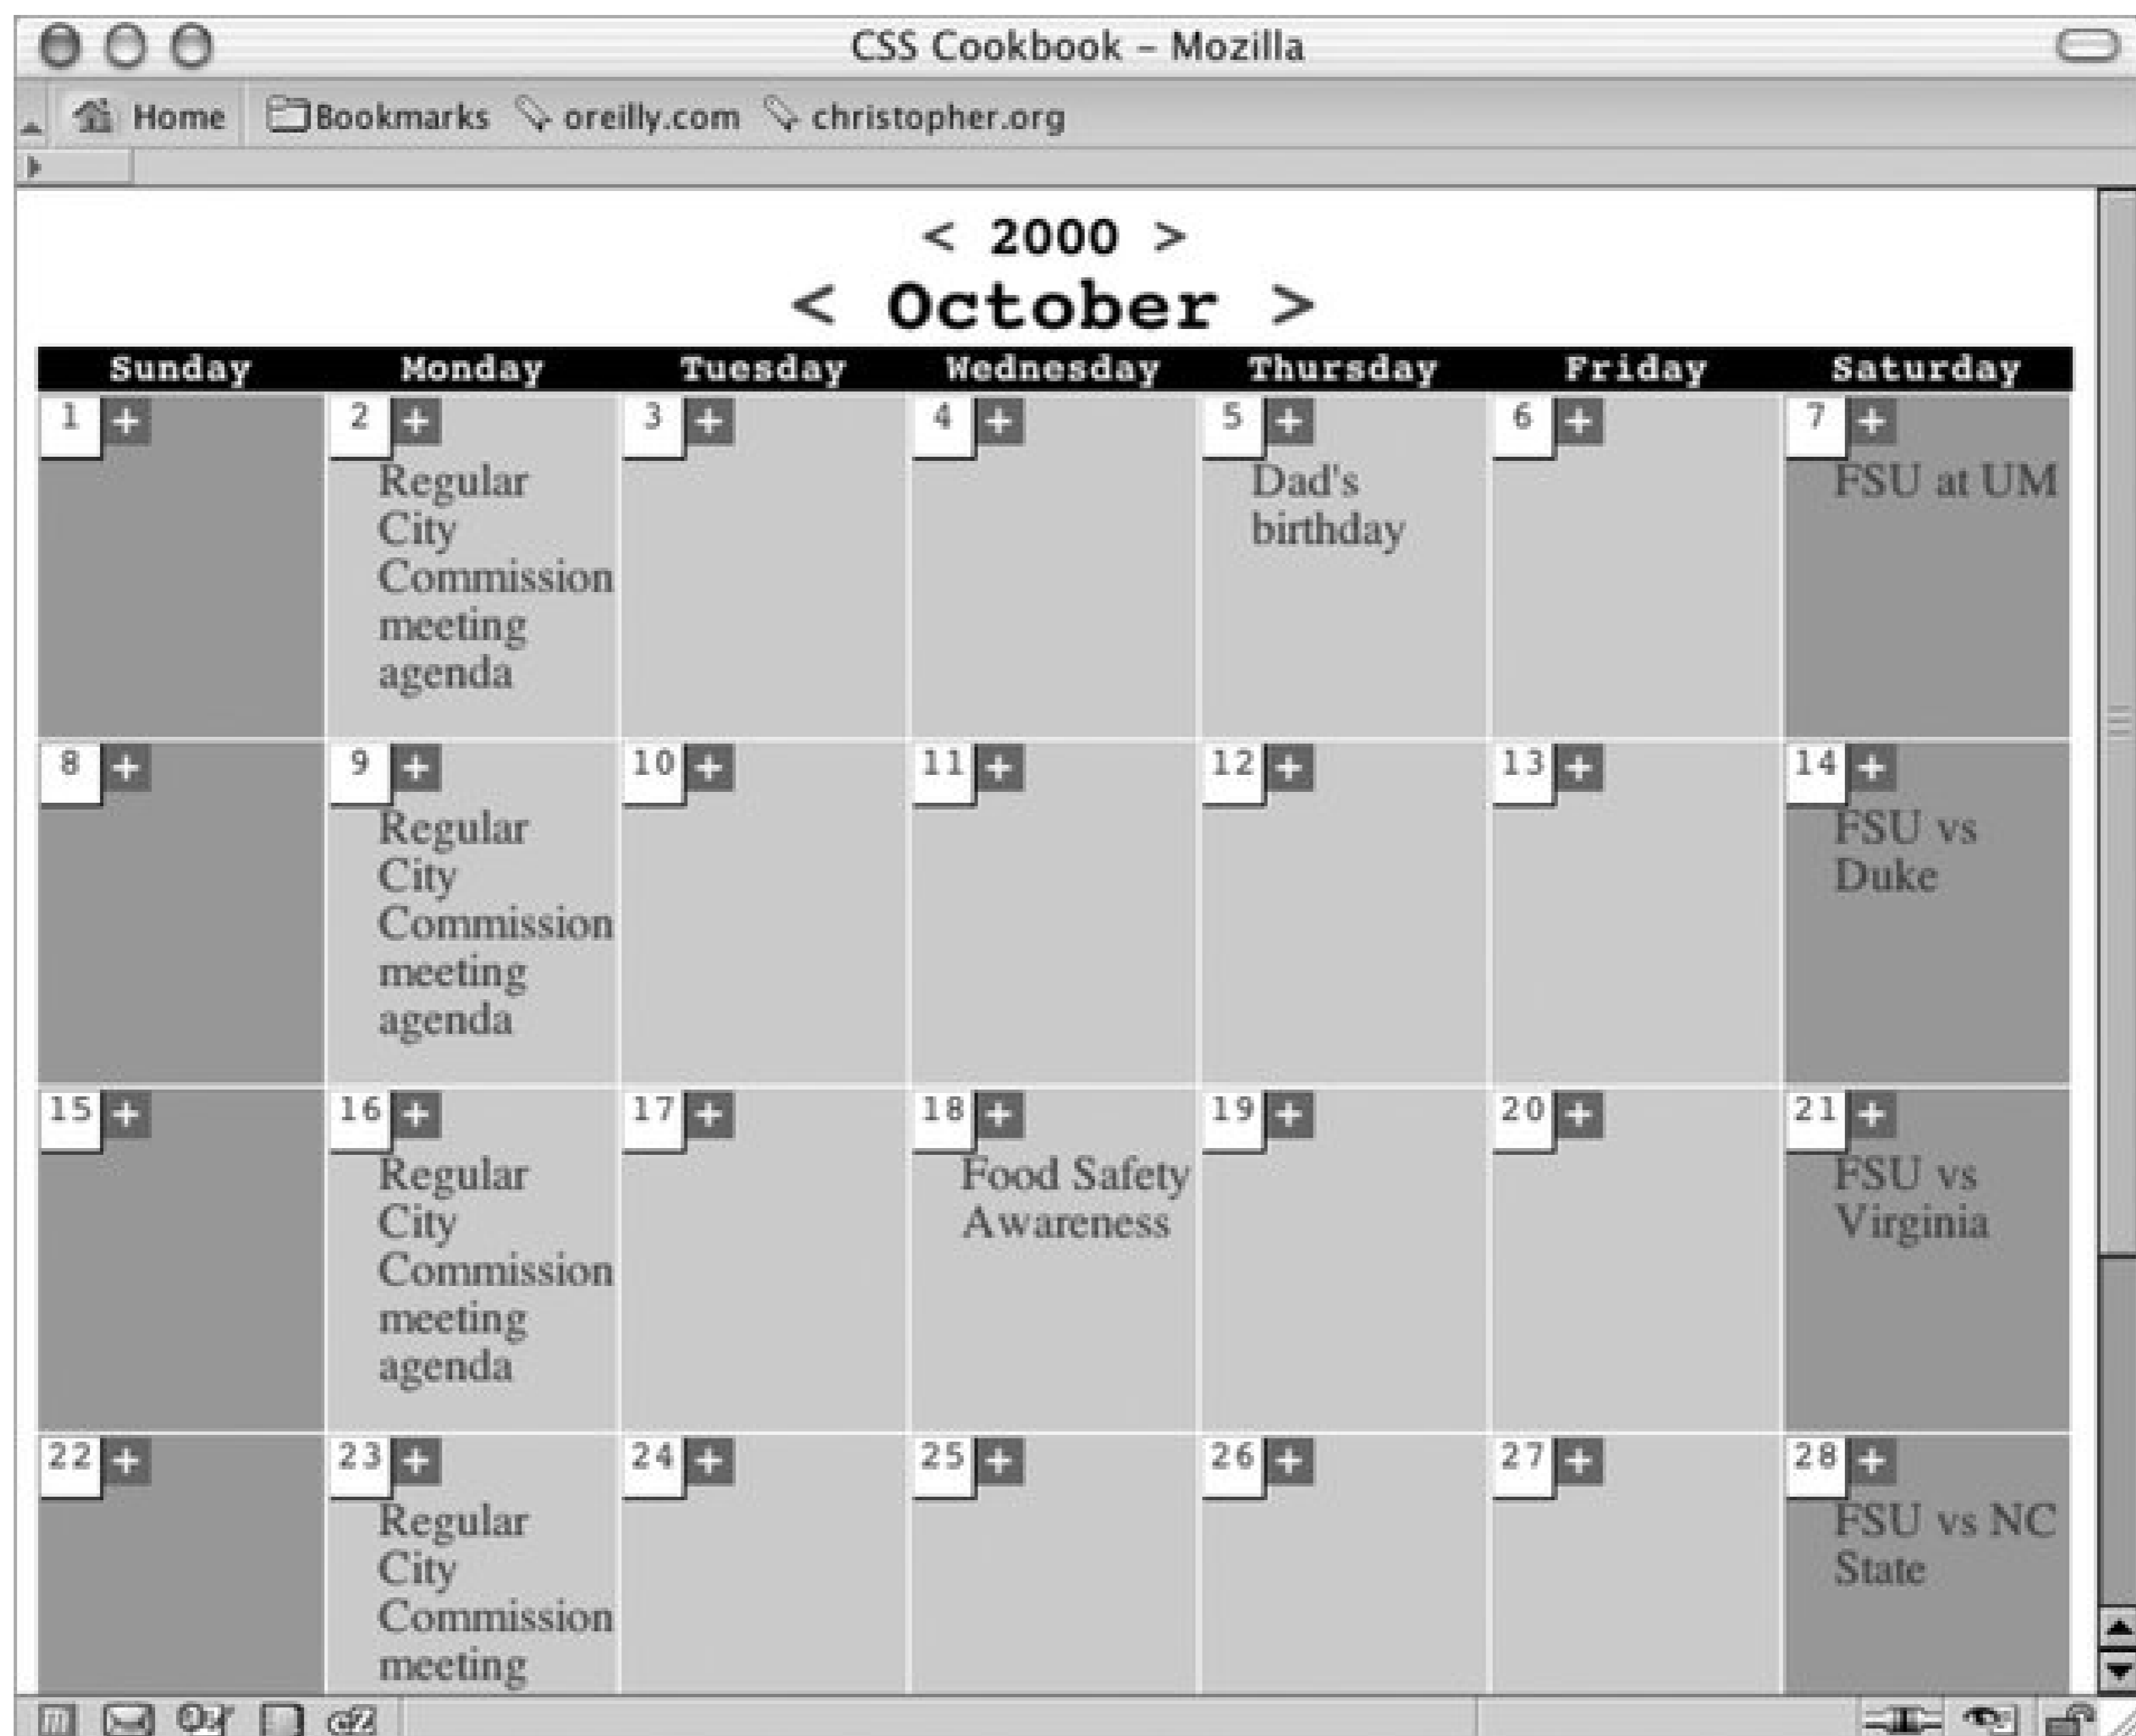 CSS Cookbook – Mozilla
Home Bookmarks oreilly.com christopher.org
< 2000 >
< October >
Sunday Monday Tuesday Wednesday Thursday Friday Saturday
1 + 2 + 3 + 4 + 5 + 6 + 7 +
Regular
City
Commission
meeting
agenda
Dad's
birthday
FSU at UM
8 + 9 + 10 + 11 + 12 + 13 + 14 +
Regular
City
Commission
meeting
agenda
FSU vs
Duke
15 + 16 + 17 + 18 + 19 + 20 + 21 +
Regular
City
Commission
meeting
agenda
Food Safety
Awareness
FSU vs
Virginia
22 + 23 + 24 + 25 + 26 + 27 + 28 +
Regular
City
Commission
meeting
FSU vs NC
State